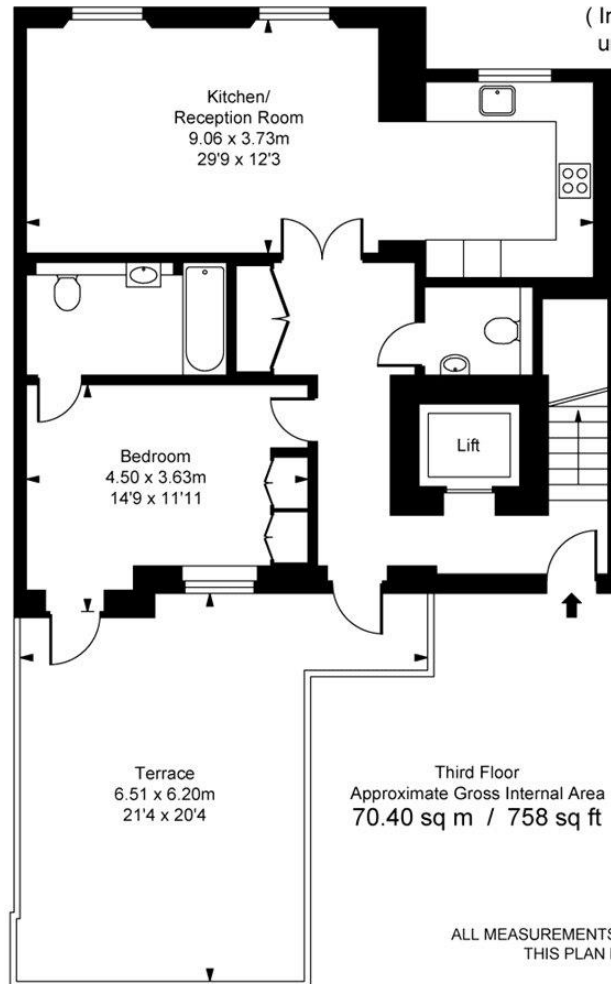 ( In
u
Kitchen/
Reception Room
9.06 x 3.73m
29'9 x 12'3
Bedroom
4.50 x 3.63m
14'9 x 11'11
Lift
Terrace
6.51 x 6.20m
21'4 x 20'4
Third Floor
Approximate Gross Internal Area
70.40 sq m / 758 sq ft
ALL MEASUREMENTS
THIS PLAN